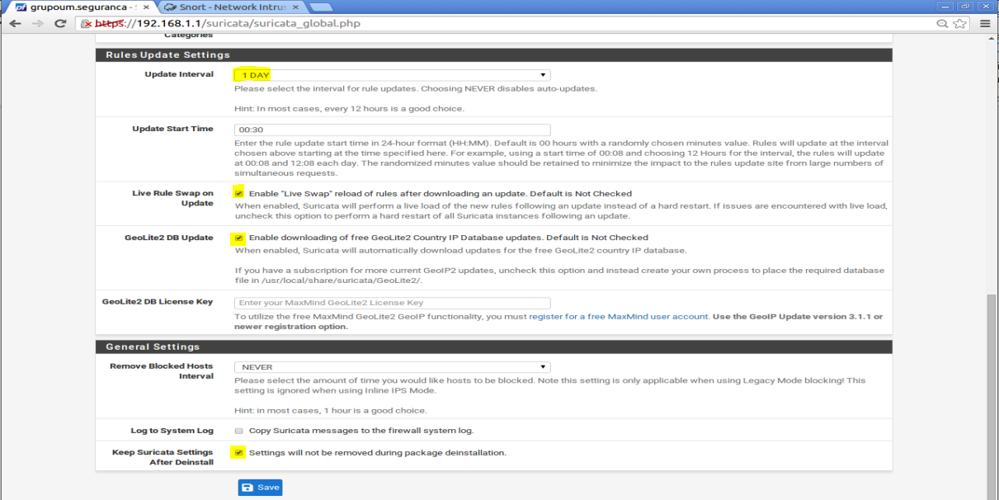 grupoum.seguranca - S
Snort - Network Intrus
https://192.168.1.1/suricata/suricata_global.php
Categories
Rules Update Settings
Update Interval
1 DAY
Please select the interval for rule updates. Choosing NEVER disables auto-updates.
Hint: In most cases, every 12 hours is a good choice.
Update Start Time
00:30
Enter the rule update start time in 24-hour format (HH:MM). Default is 00 hours with a randomly chosen minutes value. Rules will update at the interval
chosen above starting at the time specified here. For example, using a start time of 00:08 and choosing 12 Hours for the interval, the rules will update
at 00:08 and 12:08 each day. The randomized minutes value should be retained to minimize the impact to the rules update site from large numbers of
simultaneous requests.
Live Rule Swap on
Update
Enable "Live Swap" reload of rules after downloading an update. Default is Not Checked
When enabled, Suricata will perform a live load of the new rules following an update instead of a hard restart. If issues are encountered with live load,
uncheck this option to perform a hard restart of all Suricata instances following an update.
GeoLite2 DB Update
Enable downloading of free GeoLite2 Country IP Database updates. Default is Not Checked
When enabled, Suricata will automatically download updates for the free GeoLite2 country IP database.
If you have a subscription for more current GeoIP2 updates, uncheck this option and instead create your own process to place the required database
file in /usr/local/share/suricata/GeoLite2/.
GeoLite2 DB License Key
Enter your MaxMind GeoLite2 License Key
To utilize the free MaxMind GeoLite2 GeoIP functionality, you must register for a free MaxMind user account. Use the GeoIP Update version 3.1.1 or
newer registration option.
General Settings
Remove Blocked Hosts
Interval
NEVER
Please select the amount of time you would like hosts to be blocked. Note this setting is only applicable when using Legacy Mode blocking! This
setting is ignored when using Inline IPS Mode.
Hint: in most cases, 1 hour is a good choice.
Log to System Log
Copy Suricata messages to the firewall system log.
Keep Suricata Settings
After Deinstall
Settings will not be removed during package deinstallation.
Save